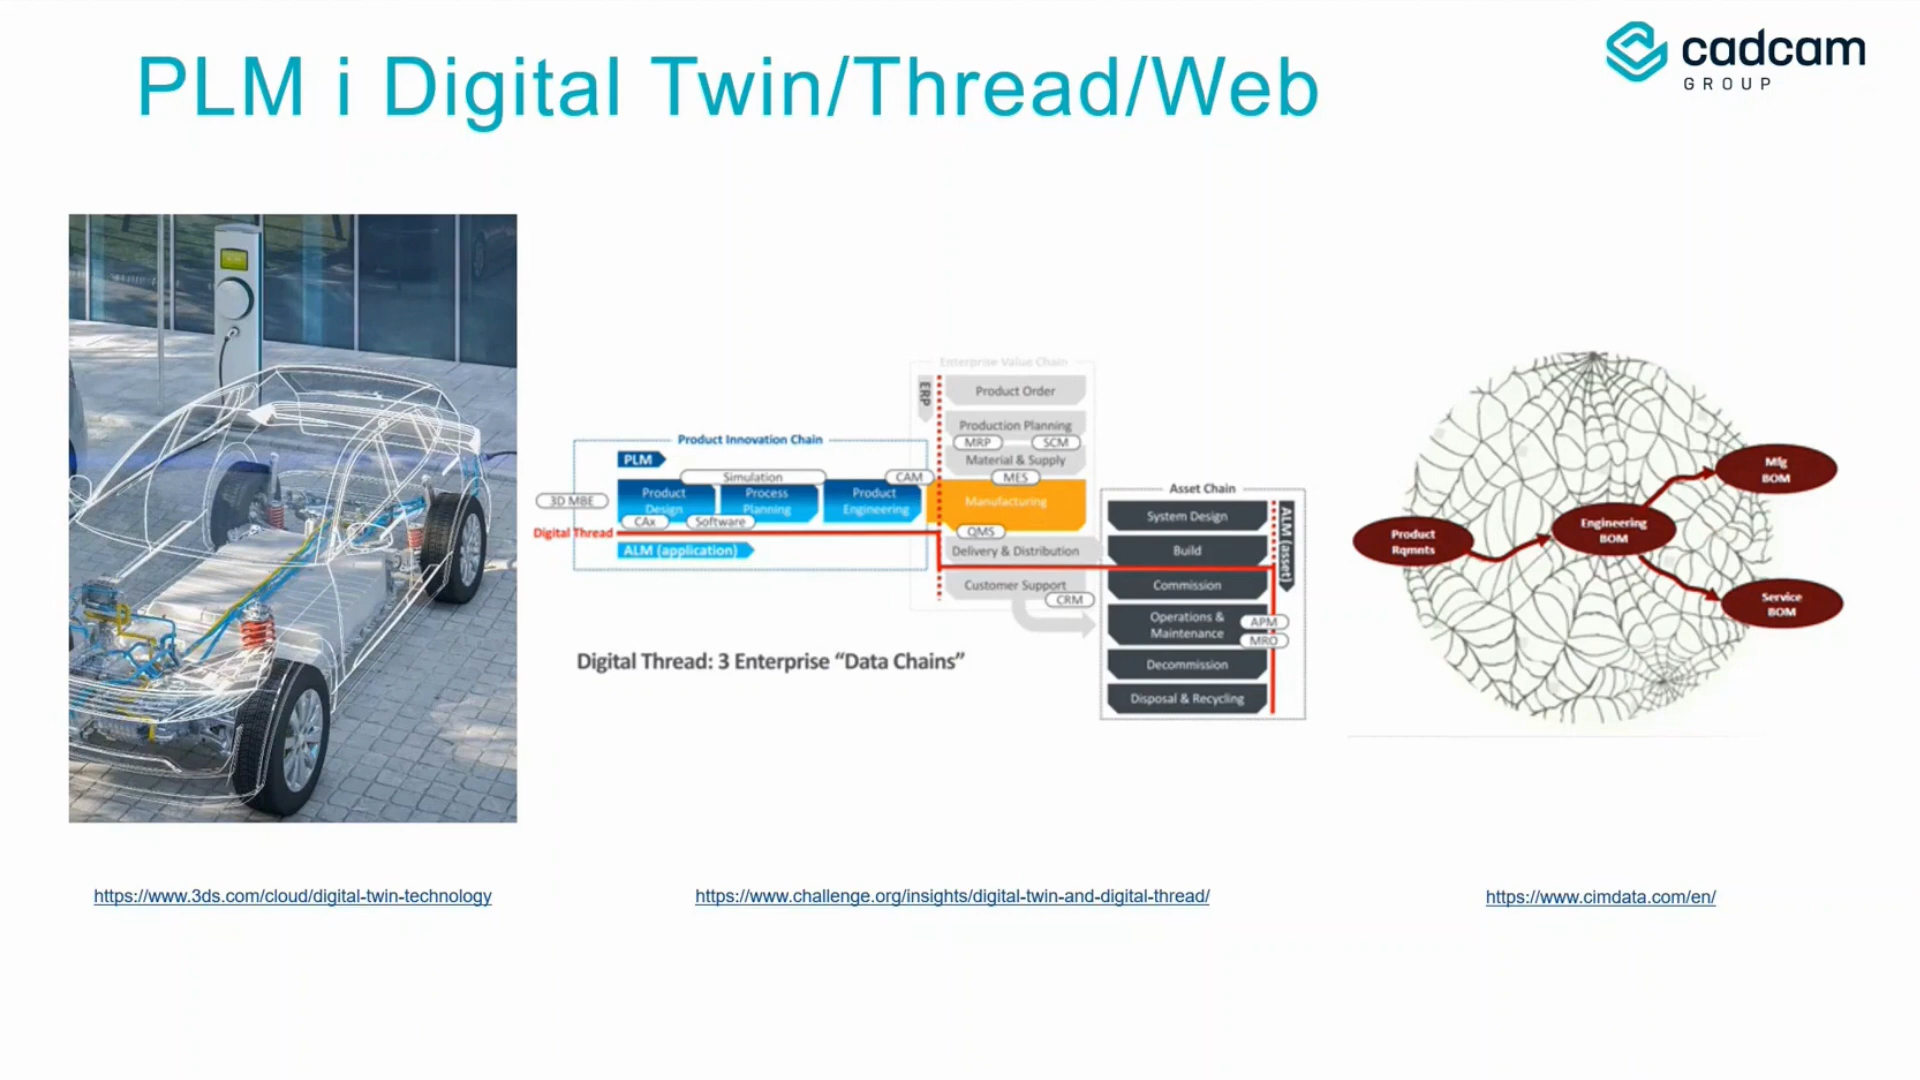 PLM i Digital Twin/Thread/Web
cadcam
GROUP
Enterprise Value Chain
ERP
Product Order
Production Planning
MRP
SCM
Material & Supply
MES
Manufacturing
QMS
Delivery & Distribution
Customer Support
CRM
Product Innovation Chain
PLM
Simulation
CAM
3D MBE
Product
Design
Process
Planning
Product
Engineering
CAx
Software
Digital Thread
ALM (application)
Asset Chain
System Design
Build
Commission
Operations &
Maintenance
APM
MRO
Decommission
Disposal & Recycling
ALM (asset)
Digital Thread: 3 Enterprise “Data Chains”
Mfg
BOM
Engineering
BOM
Product
Rqmnts
Service
BOM
https://www.3ds.com/cloud/digital-twin-technology
https://www.challenge.org/insights/digital-twin-and-digital-thread/
https://www.cimdata.com/en/